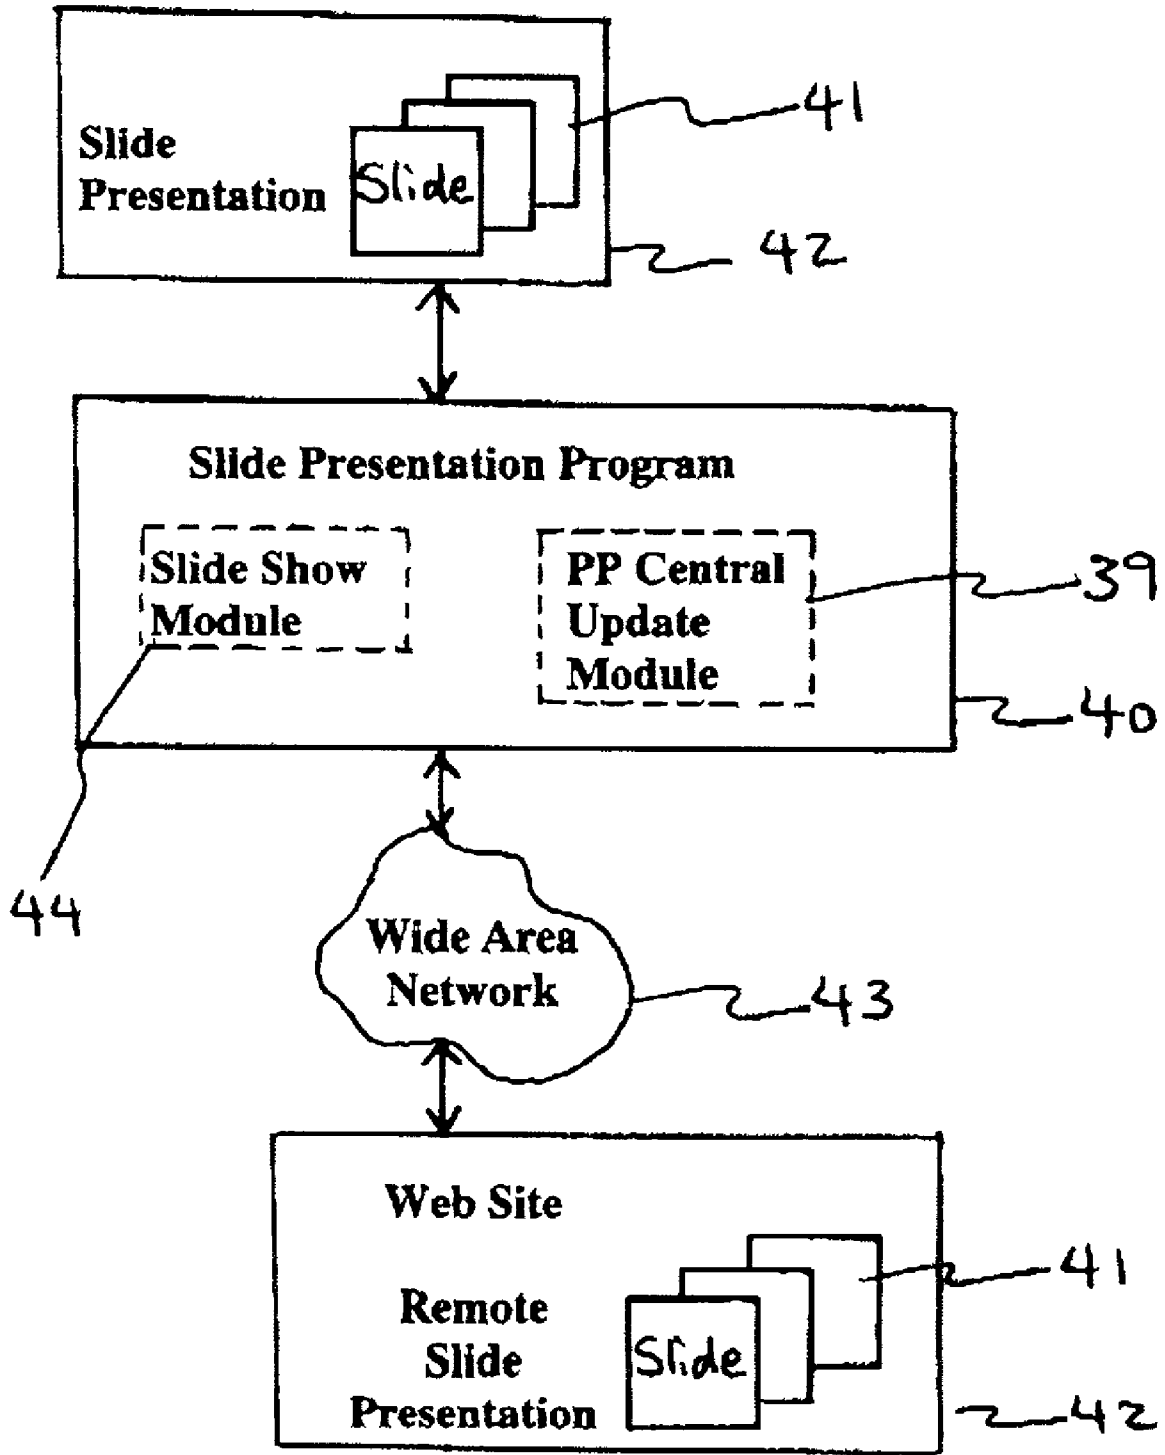 41
Slide
Presentation
Slide
42
Slide Presentation Program
Slide Show
Module
PP Central
Update
Module
39
40
44
Wide Area
Network
43
Web Site
41
Remote
Slide
Presentation
Slide
42